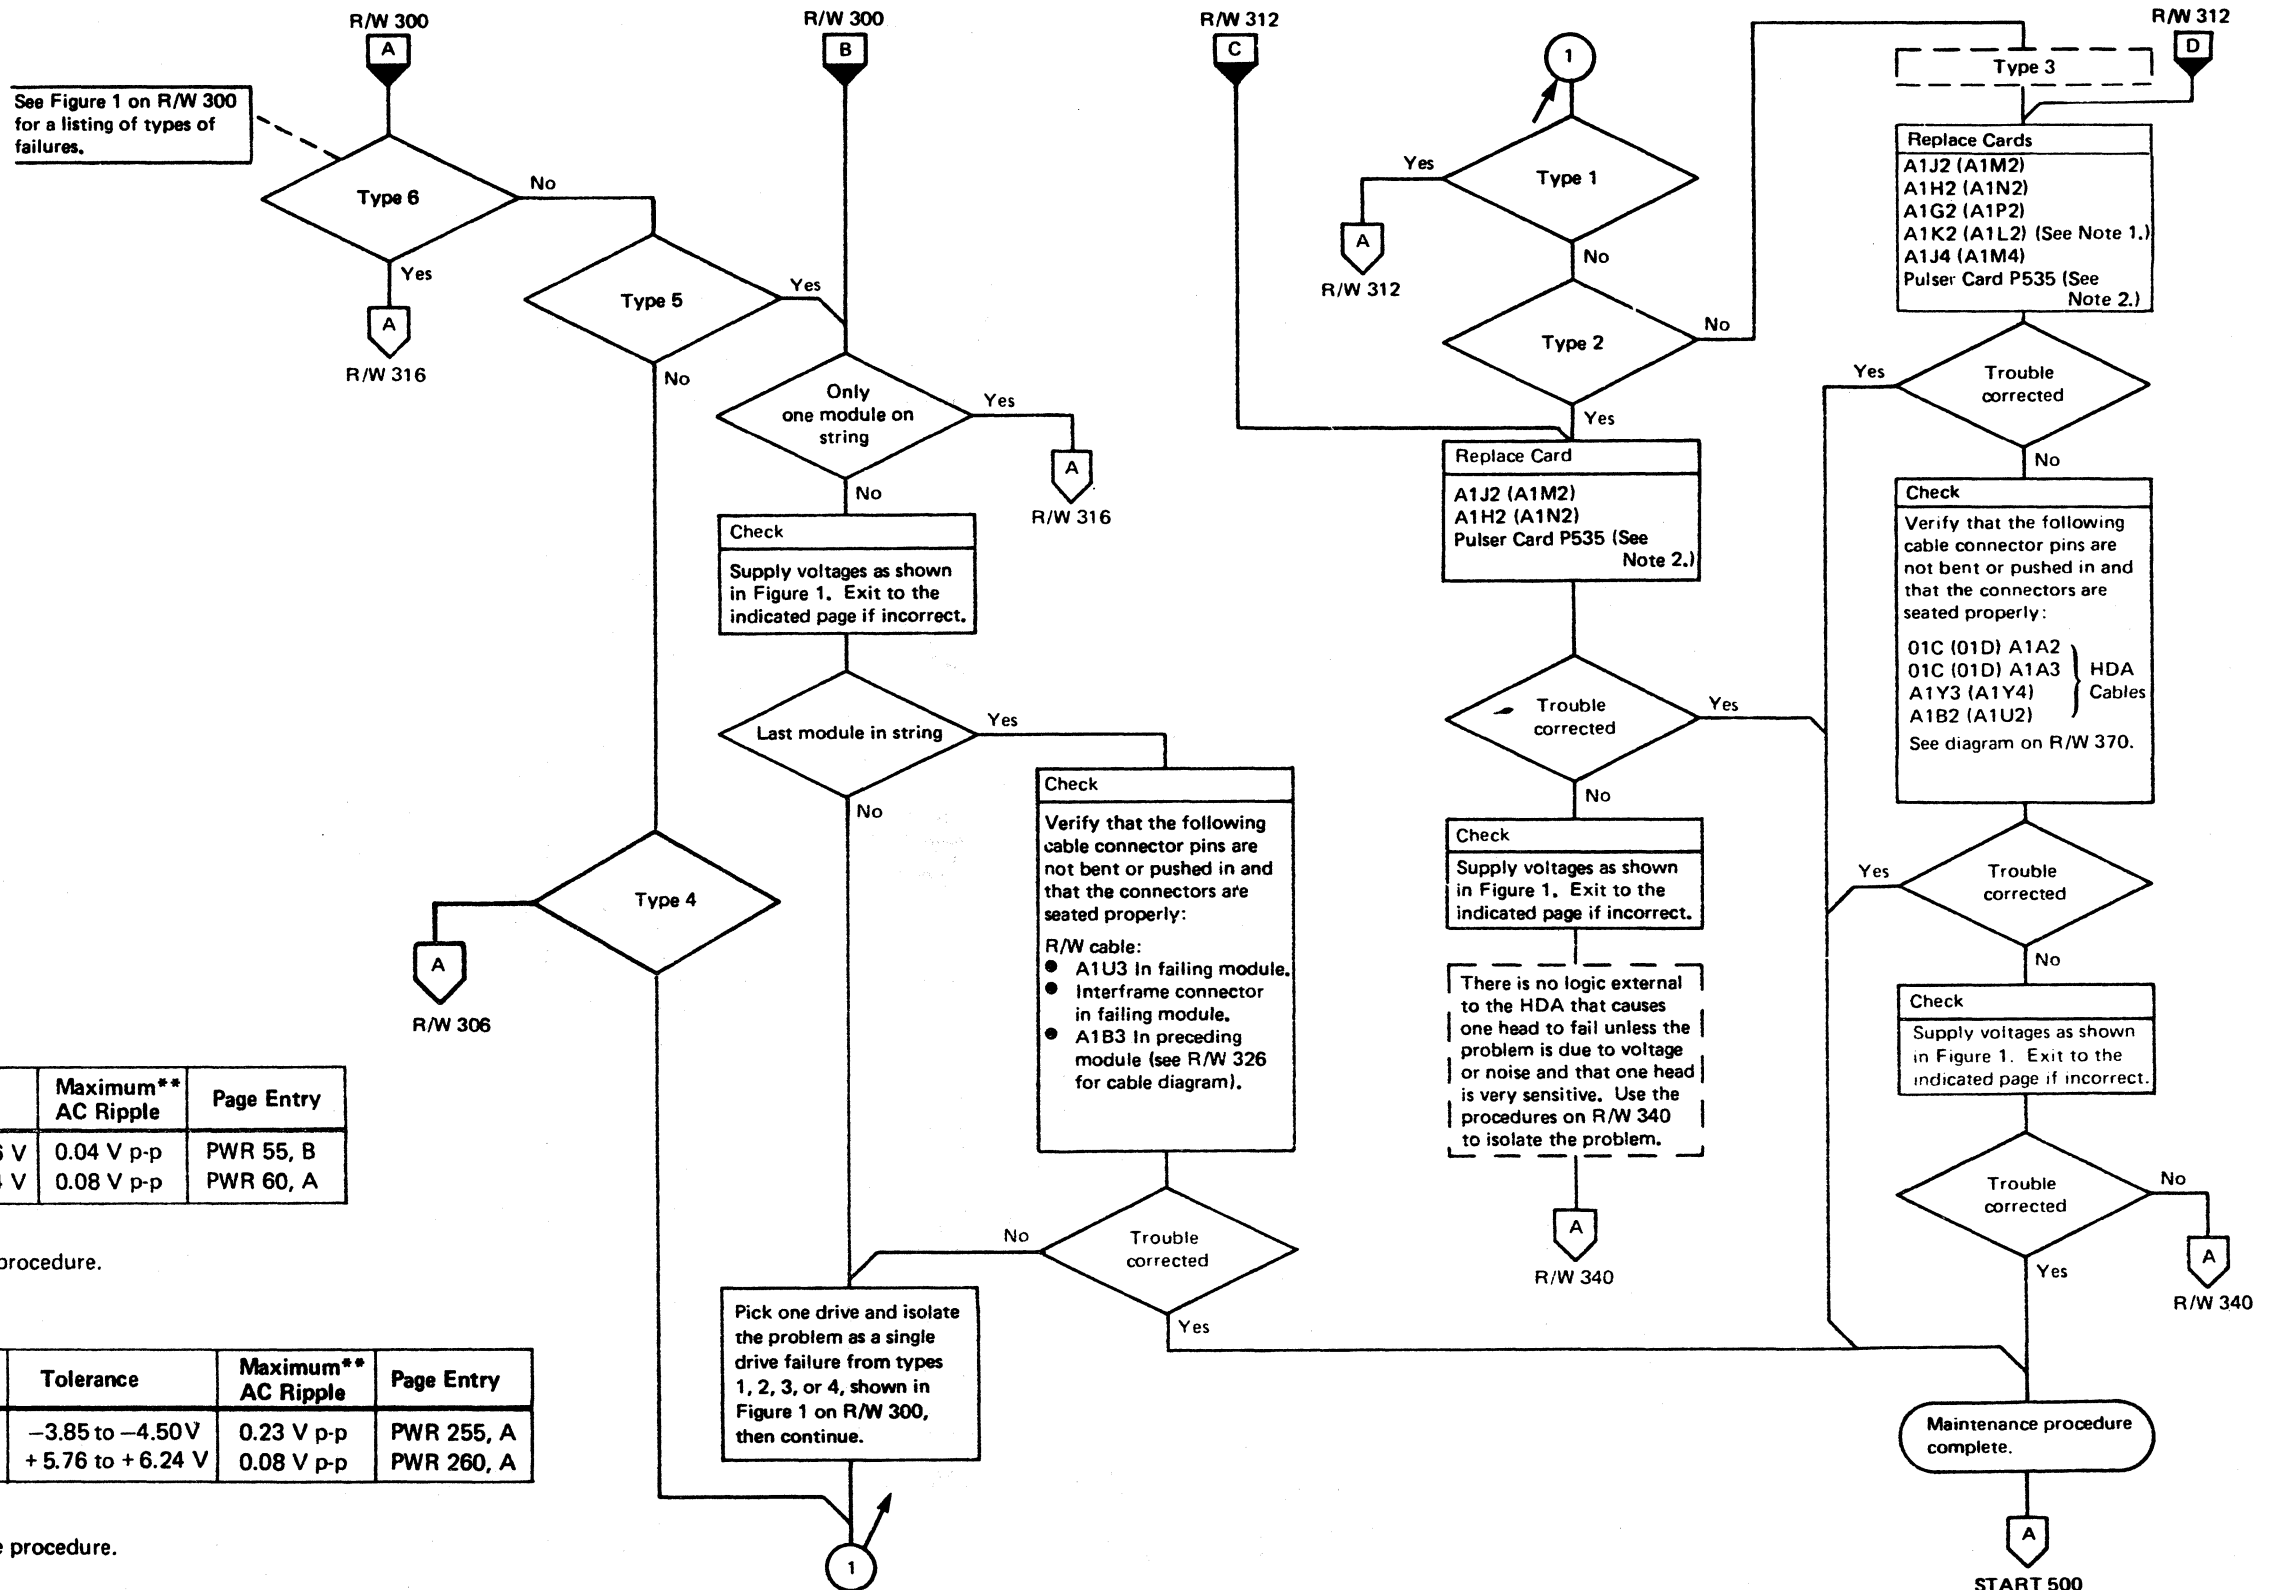 R/W 300
A
See Figure 1 on R/W 300
for a listing of types of
failures.
Type 6
No
Yes
A
R/W 316
Type 5
Yes
No
R/W 300
B
Only
one module on
string
Yes
A
R/W 316
No
Check
Supply voltages as shown
in Figure 1. Exit to the
indicated page if incorrect.
Last module in string
Yes
No
Check
Verify that the following
cable connector pins are
not bent or pushed in and
that the connectors are
seated properly:
R/W cable:
● A1U3 In failing module.
● Interframe connector
in failing module.
● A1B3 In preceding
module (see R/W 326
for cable diagram).
Type 4
A
R/W 306
Trouble
corrected
No
Yes
Pick one drive and isolate
the problem as a single
drive failure from types
1, 2, 3, or 4, shown in
Figure 1 on R/W 300,
then continue.
1
Maximum**
AC Ripple
Page Entry
V
0.04 V p-p
PWR 55, B
V
0.08 V p-p
PWR 60, A
procedure.
Tolerance
Maximum**
AC Ripple
Page Entry
−3.85 to −4.50 V
0.23 V p-p
PWR 255, A
+ 5.76 to + 6.24 V
0.08 V p-p
PWR 260, A
procedure.
R/W 312
C
1
Type 1
Yes
A
R/W 312
No
Type 2
No
Yes
Replace Card
A1J2 (A1M2)
A1H2 (A1N2)
Pulser Card P535 (See
Note 2.)
Trouble
corrected
Yes
No
Check
Supply voltages as shown
in Figure 1. Exit to the
indicated page if incorrect.
There is no logic external
to the HDA that causes
one head to fail unless the
problem is due to voltage
or noise and that one head
is very sensitive. Use the
procedures on R/W 340
to isolate the problem.
A
R/W 340
R/W 312
D
Type 3
Replace Cards
A1J2 (A1M2)
A1H2 (A1N2)
A1G2 (A1P2)
A1K2 (A1L2) (See Note 1.)
A1J4 (A1M4)
Pulser Card P535 (See
Note 2.)
Trouble
corrected
Yes
No
Check
Verify that the following
cable connector pins are
not bent or pushed in and
that the connectors are
seated properly:
01C (01D) A1A2
01C (01D) A1A3
A1Y3 (A1Y4)
A1B2 (A1U2)
HDA
Cables
See diagram on R/W 370.
Trouble
corrected
Yes
No
Check
Supply voltages as shown
in Figure 1. Exit to the
indicated page if incorrect.
Trouble
corrected
No
A
R/W 340
Yes
Maintenance procedure
complete.
A
START 500